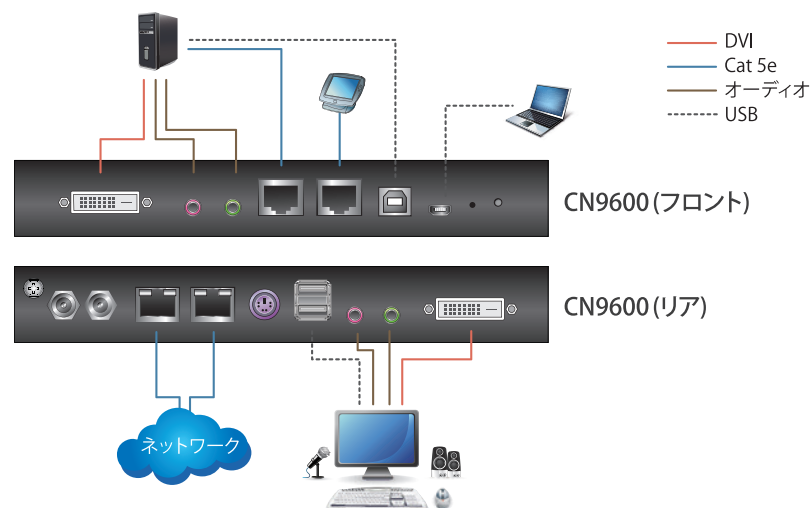 DVI
Cat 5e
オーディオ
USB
CN9600 (フロント)
CN9600 (リア)
ネットワーク